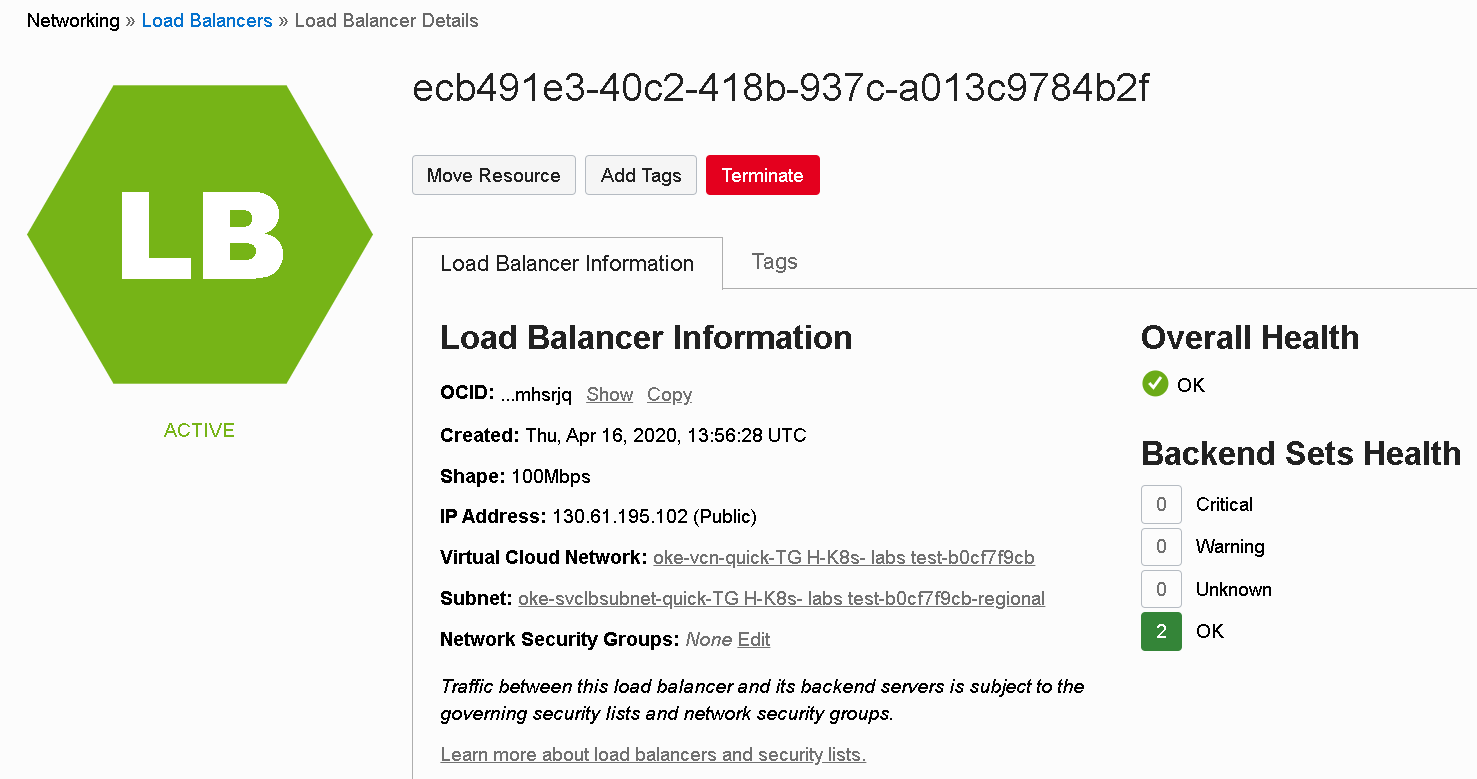 Networking » Load Balancers » Load Balancer Details
ecb491e3-40c2-418b-937c-a013c9784b2f
LB
ACTIVE
Move Resource Add Tags Terminate
Load Balancer Information Tags
Load Balancer Information
OCID: ...mhsrjq Show Copy
Created: Thu, Apr 16, 2020, 13:56:28 UTC
Shape: 100Mbps
IP Address: 130.61.195.102 (Public)
Virtual Cloud Network: oke-vcn-quick-TG H-K8s- labs test-b0cf7f9cb
Subnet: oke-svclbsubnet-quick-TG H-K8s- labs test-b0cf7f9cb-regional
Network Security Groups: None Edit
Traffic between this load balancer and its backend servers is subject to the
governing security lists and network security groups.
Learn more about load balancers and security lists.
Overall Health
OK
Backend Sets Health
0 Critical
0 Warning
0 Unknown
2 OK